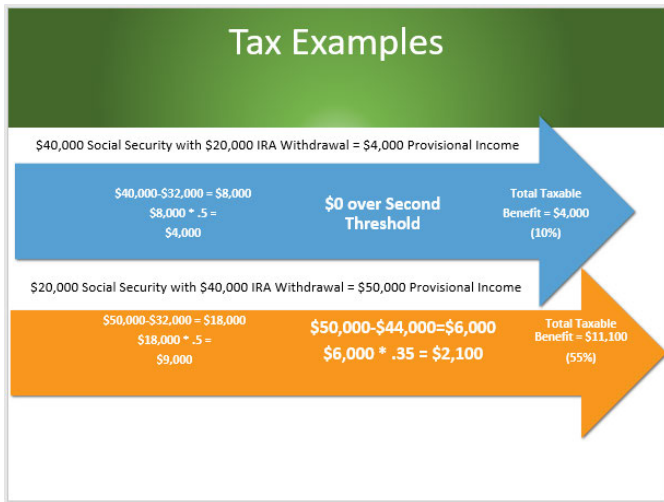 Tax Examples
$40,000 Social Security with $20,000 IRA Withdrawal = $4,000 Provisional Income
$40,000-$32,000 = $8,000
$8,000 * .5 =
$4,000
$0 over Second
Threshold
Total Taxable
Benefit = $4,000
(10%)
$20,000 Social Security with $40,000 IRA Withdrawal = $50,000 Provisional Income
$50,000-$32,000 = $18,000
$18,000 * .5 =
$9,000
$50,000-$44,000=$6,000
$6,000 * .35 = $2,100
Total Taxable
Benefit = $11,100
(55%)